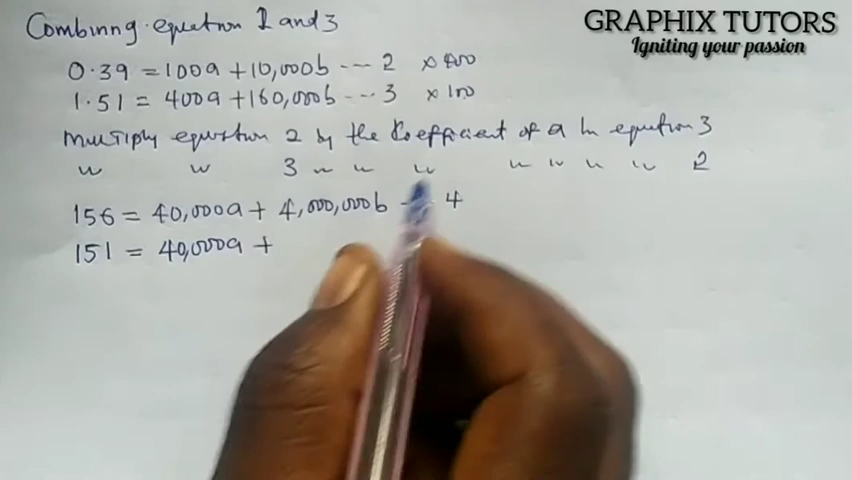 Combining equation 1 and 3
GRAPHIX TUTORS
Igniting your passion
0.39 = 100a + 10,000b --- 2 x 400
1.51 = 400a + 160,000b --- 3 x 100
Multiply equation 2 by the Coefficient of a in equation 3
" " 3 " " " " " " " 2
156 = 40,000a + 4,000,000b - 4
151 = 40,000a +